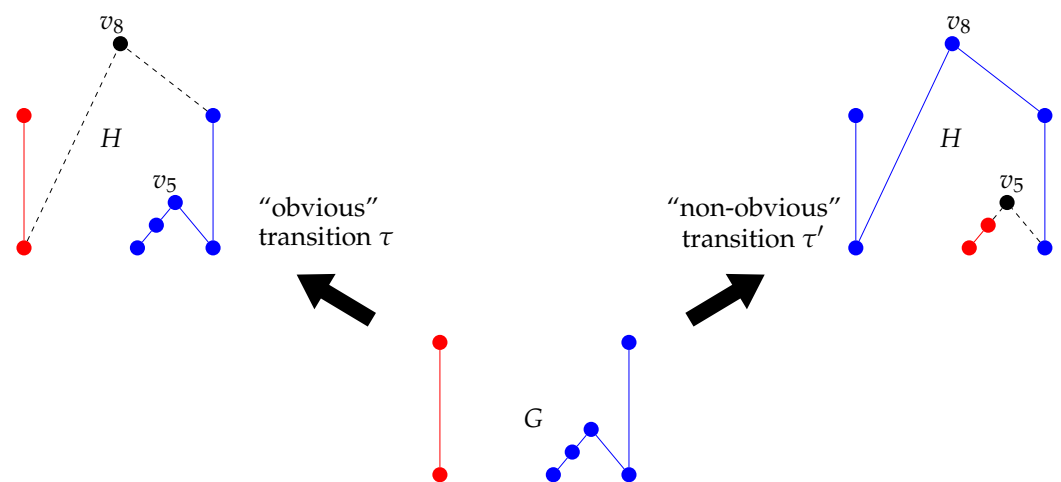 v₈
H
v₅
“obvious”
transition τ
v₈
H
v₅
“non-obvious”
transition τ′
G